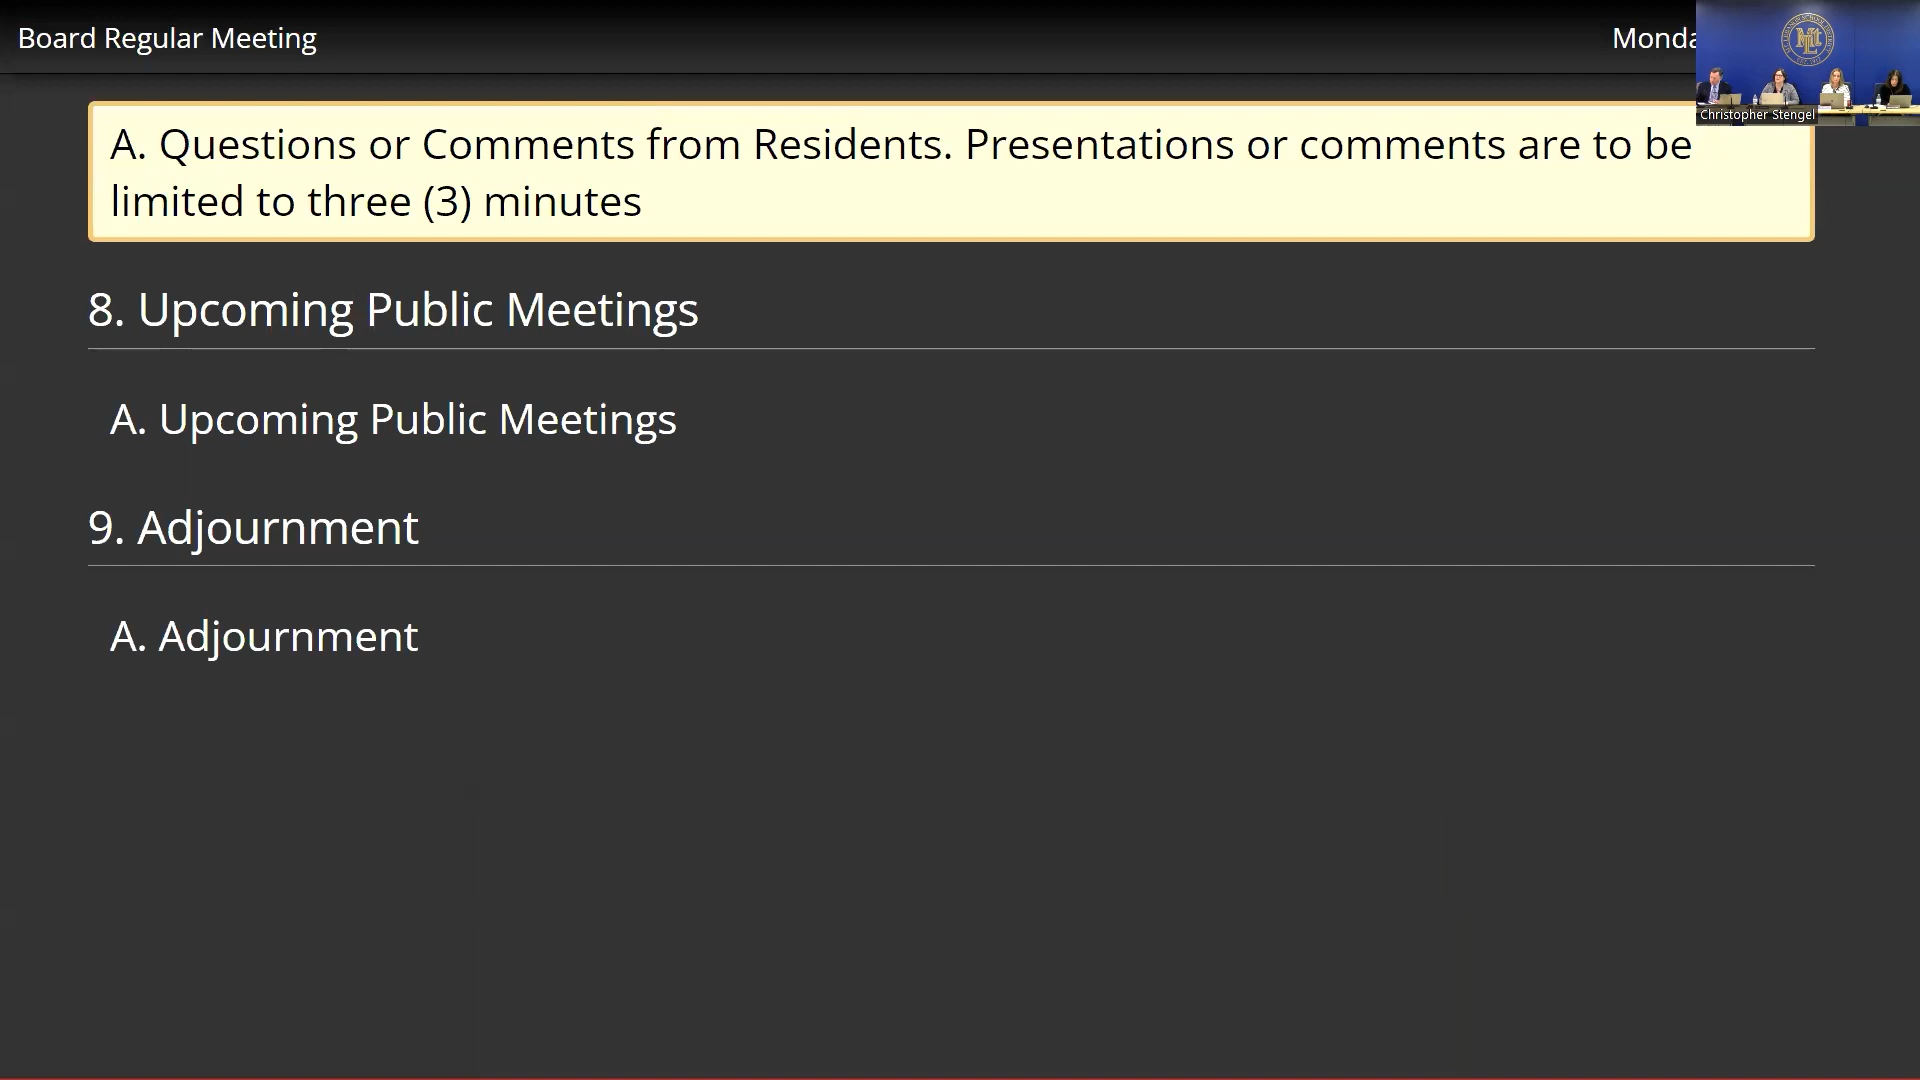 Board Regular Meeting
Monda
Christopher Stengel
A. Questions or Comments from Residents. Presentations or comments are to be
limited to three (3) minutes
8. Upcoming Public Meetings
A. Upcoming Public Meetings
9. Adjournment
A. Adjournment